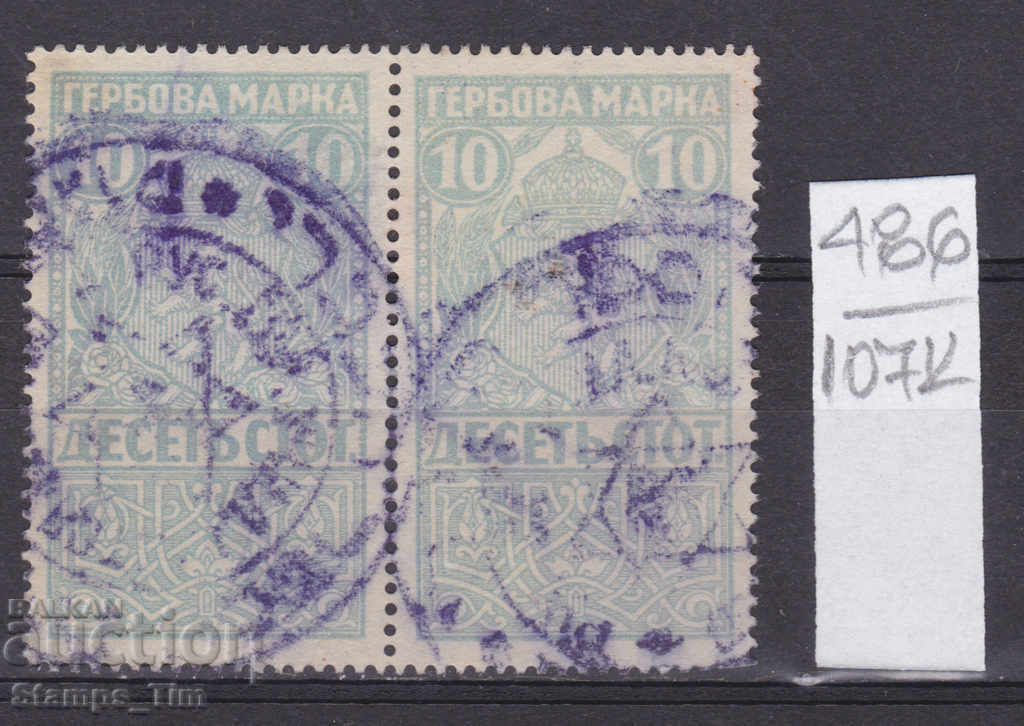 ГЕРБОВА МАРКА
10 10
ДЕСЕТЬ СТОТ.
ГЕРБОВА МАРКА
10 10
ДЕСЕТЬ СТОТ.
486
107K
BALKAN
auction
Stamps_Tim